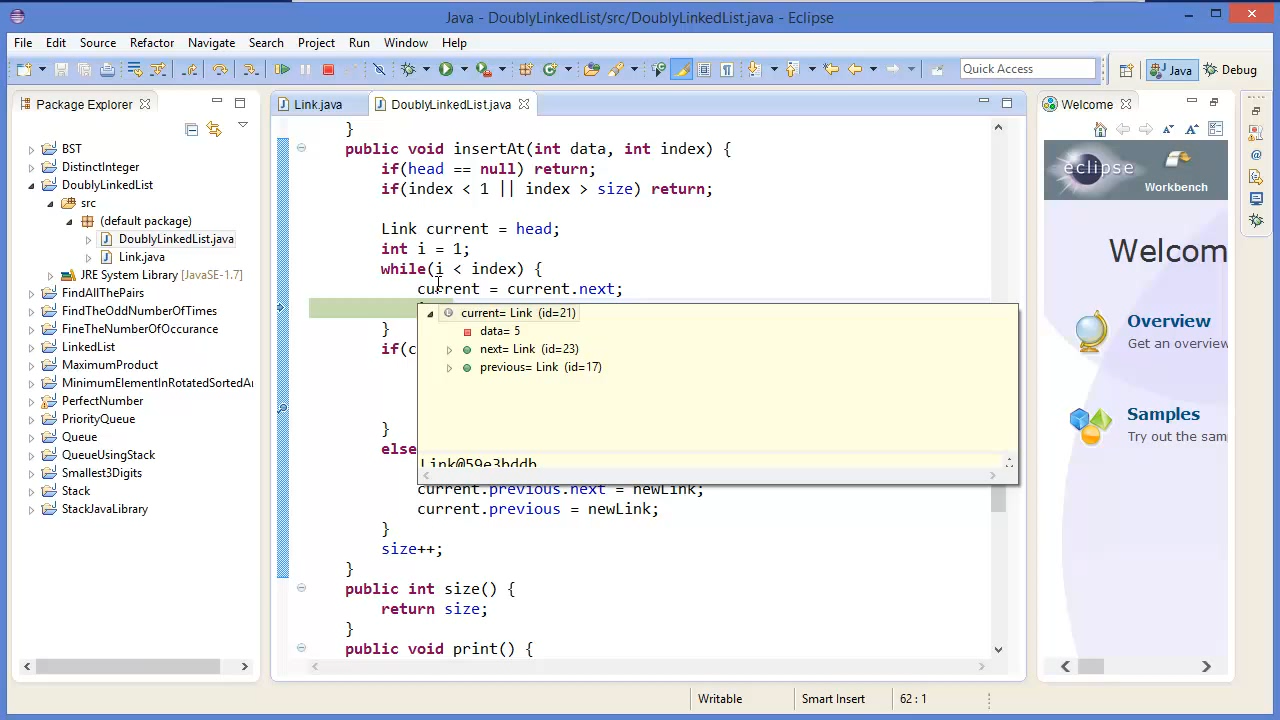 Java - DoublyLinkedList/src/DoublyLinkedList.java - Eclipse
File Edit Source Refactor Navigate Search Project Run Window Help
Quick Access
Java
Debug
Package Explorer
BST
DistinctInteger
DoublyLinkedList
src
(default package)
DoublyLinkedList.java
Link.java
JRE System Library [JavaSE-1.7]
FindAllThePairs
FindTheOddNumberOfTimes
FineTheNumberOfOccurance
LinkedList
MaximumProduct
MinimumElementInRotatedSortedAr
PerfectNumber
PriorityQueue
Queue
QueueUsingStack
Smallest3Digits
Stack
StackJavaLibrary
Link.java
DoublyLinkedList.java
}
public void insertAt(int data, int index) {
if(head == null) return;
if(index < 1 || index > size) return;
Link current = head;
int i = 1;
while(i < index) {
current = current.next;
}
if(c
}
else
current.previous.next = newLink;
current.previous = newLink;
}
size++;
}
public int size() {
return size;
}
public void print() {
current= Link (id=21)
data= 5
next= Link (id=23)
previous= Link (id=17)
Link@59e3bddb
Welcome
eclipse
Workbench
Welcom
Overview
Get an overview
Samples
Try out the sam
Writable
Smart Insert
62 : 1